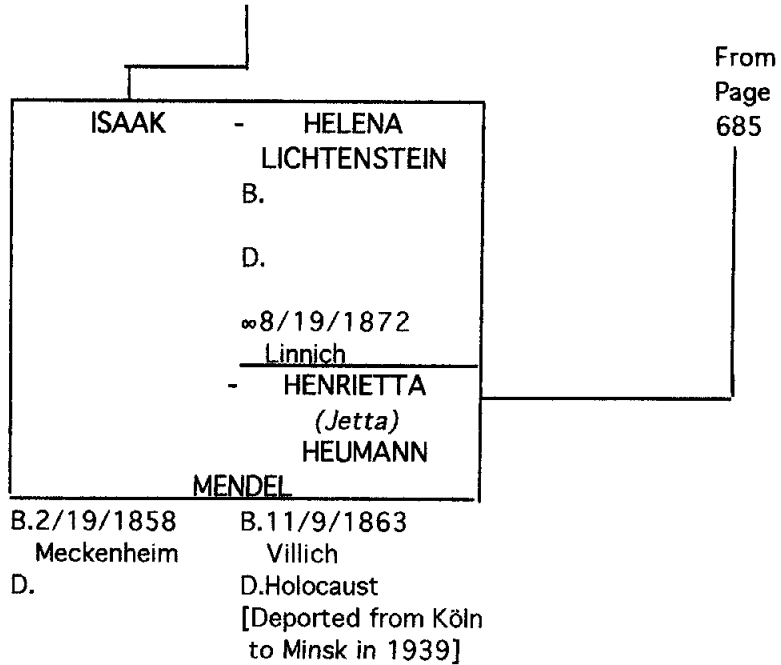 From
Page
685
ISAAK - HELENA
LICHTENSTEIN
B.
D.
∞8/19/1872
Linnich
- HENRIETTA
(Jetta)
HEUMANN
MENDEL
B.2/19/1858 B.11/9/1863
Meckenheim Villich
D. D.Holocaust
[Deported from Köln
to Minsk in 1939]